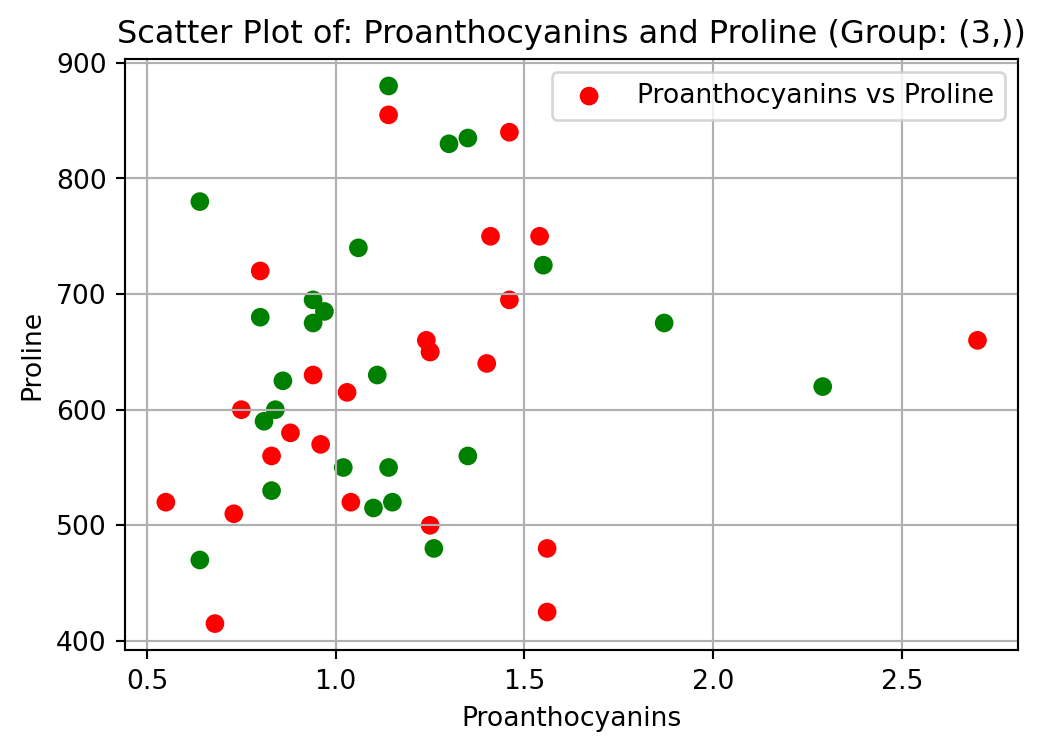 Scatter Plot of: Proanthocyanins and Proline (Group: (3,))
Proanthocyanins vs Proline
900
800
700
600
500
400
Proline
0.5 1.0 1.5 2.0 2.5
Proanthocyanins